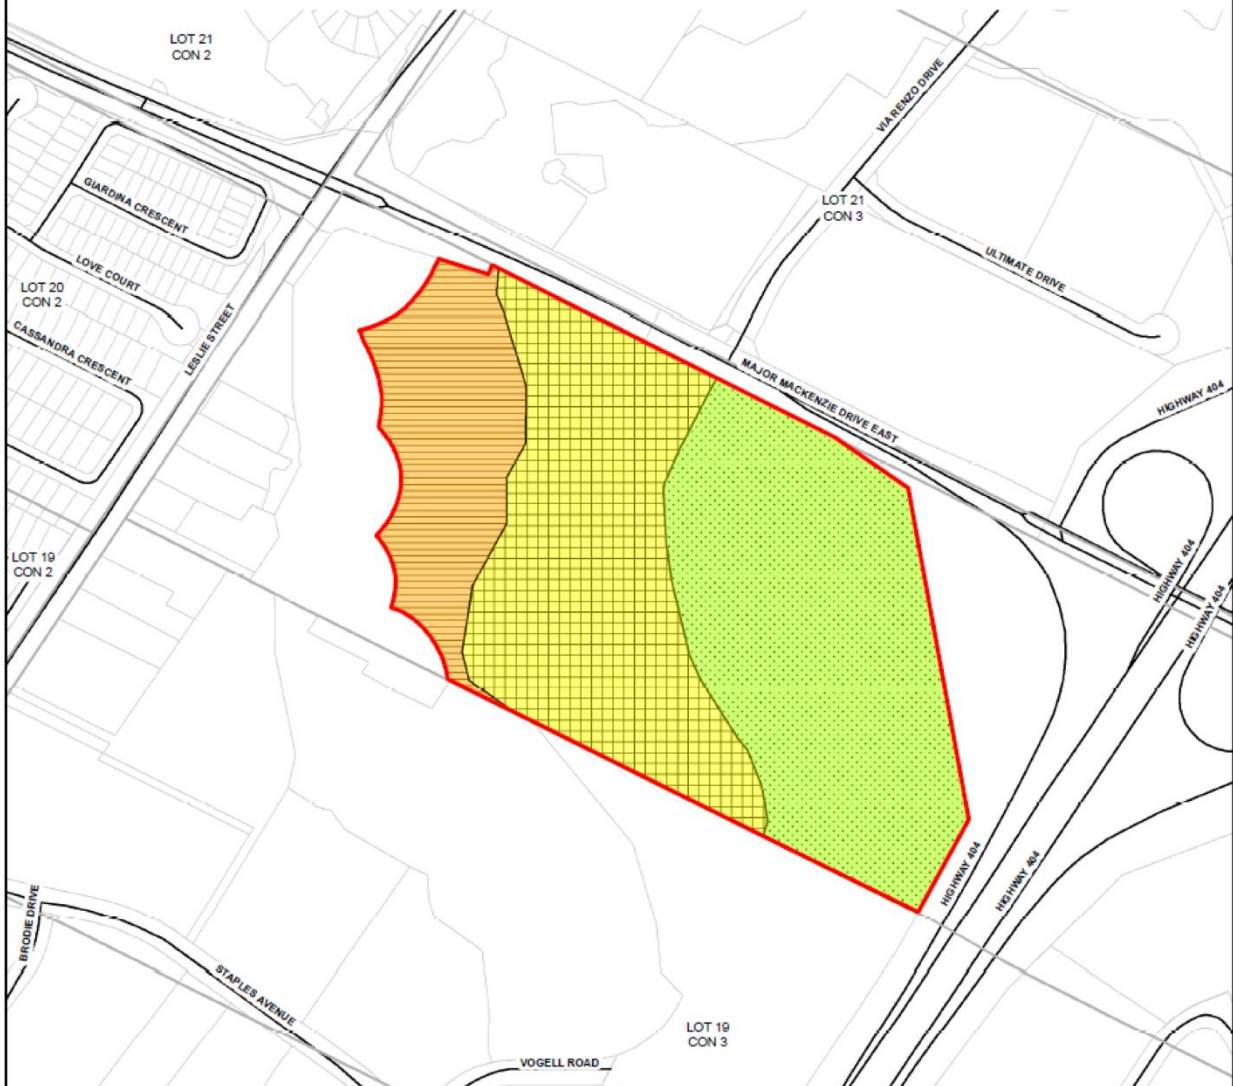 LOT 21
CON 2
VIA RENZO DRIVE
GIARDINA CRESCENT
LOT 21
CON 3
LOVE COURT
ULTIMATE DRIVE
LOT 20
CON 2
LESLIE STREET
CASSANDRA CRESCENT
MAJOR MACKENZIE DRIVE EAST
HIGHWAY 404
LOT 19
CON 2
HIGHWAY 404
HIGHWAY 404
HIGHWAY 404
HIGHWAY 404
BRODIE DRIVE
STAPLES AVENUE
LOT 19
CON 3
VOGELL ROAD